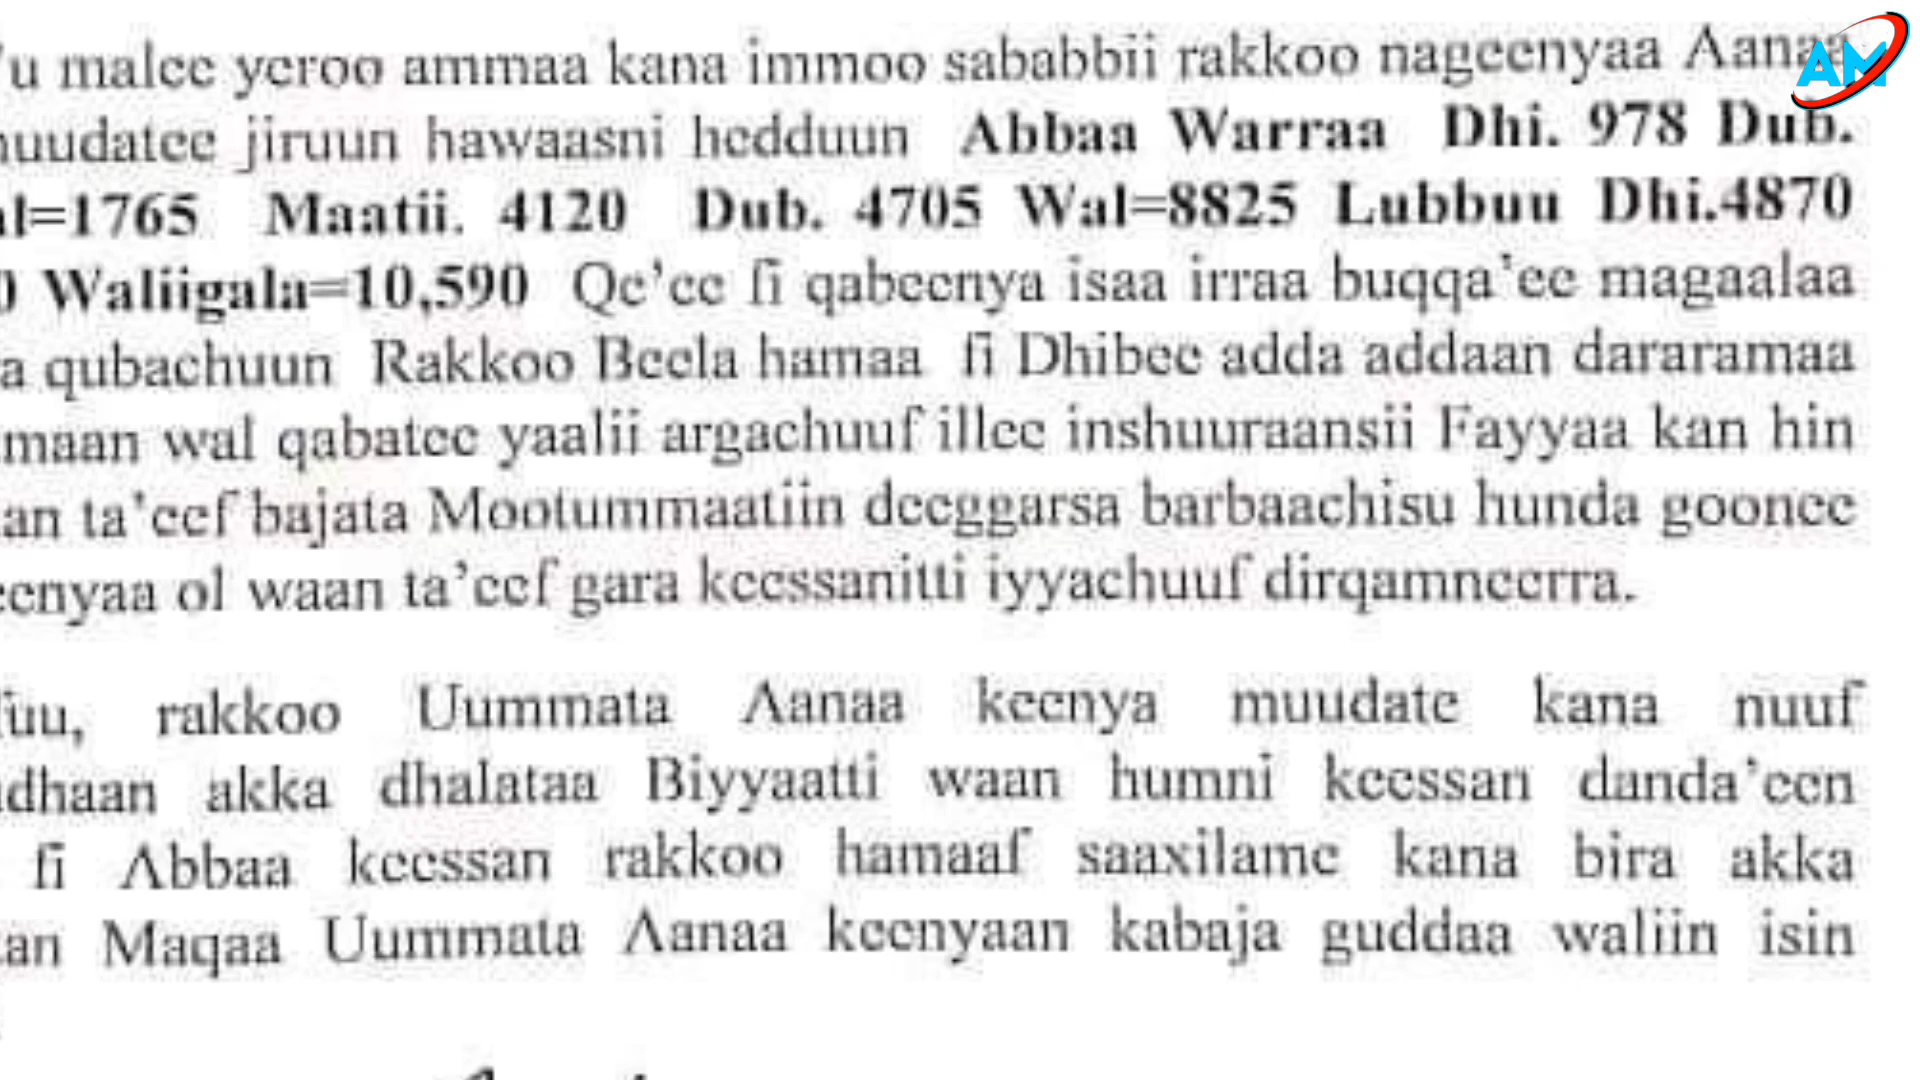 'u malee yeroo ammaa kana immoo sababbii rakkoo nageenyaa Aanaa
AM
muudatee jiruun hawaasni hedduun Abbaa Warraa Dhi. 978 Dub.
al=1765 Maatii. 4120 Dub. 4705 Wal=8825 Lubbuu Dhi.4870
0 Waliigala=10,590 Qe'ee fi qabeenya isaa irraa buqqa'ee magaalaa
a qubachuun Rakkoo Beela hamaa fi Dhibee adda addaan dararamaa
maan wal qabatee yaalii argachuuf illee inshuuraansii Fayyaa kan hin
an ta'eef bajata Mootummaatiin deeggarsa barbaachisu hunda goonee
eenyaa ol waan ta'eef gara keessanitti iyyachuuf dirqamneerra.
fuu, rakkoo Uummata Aanaa keenya muudate kana nuuf
dhaan akka dhalataa Biyyaatti waan humni keessan danda'een
fi Abbaa keessan rakkoo hamaaf saaxilame kana bira akka
an Maqaa Uummata Aanaa keenyaan kabaja guddaa waliin isin